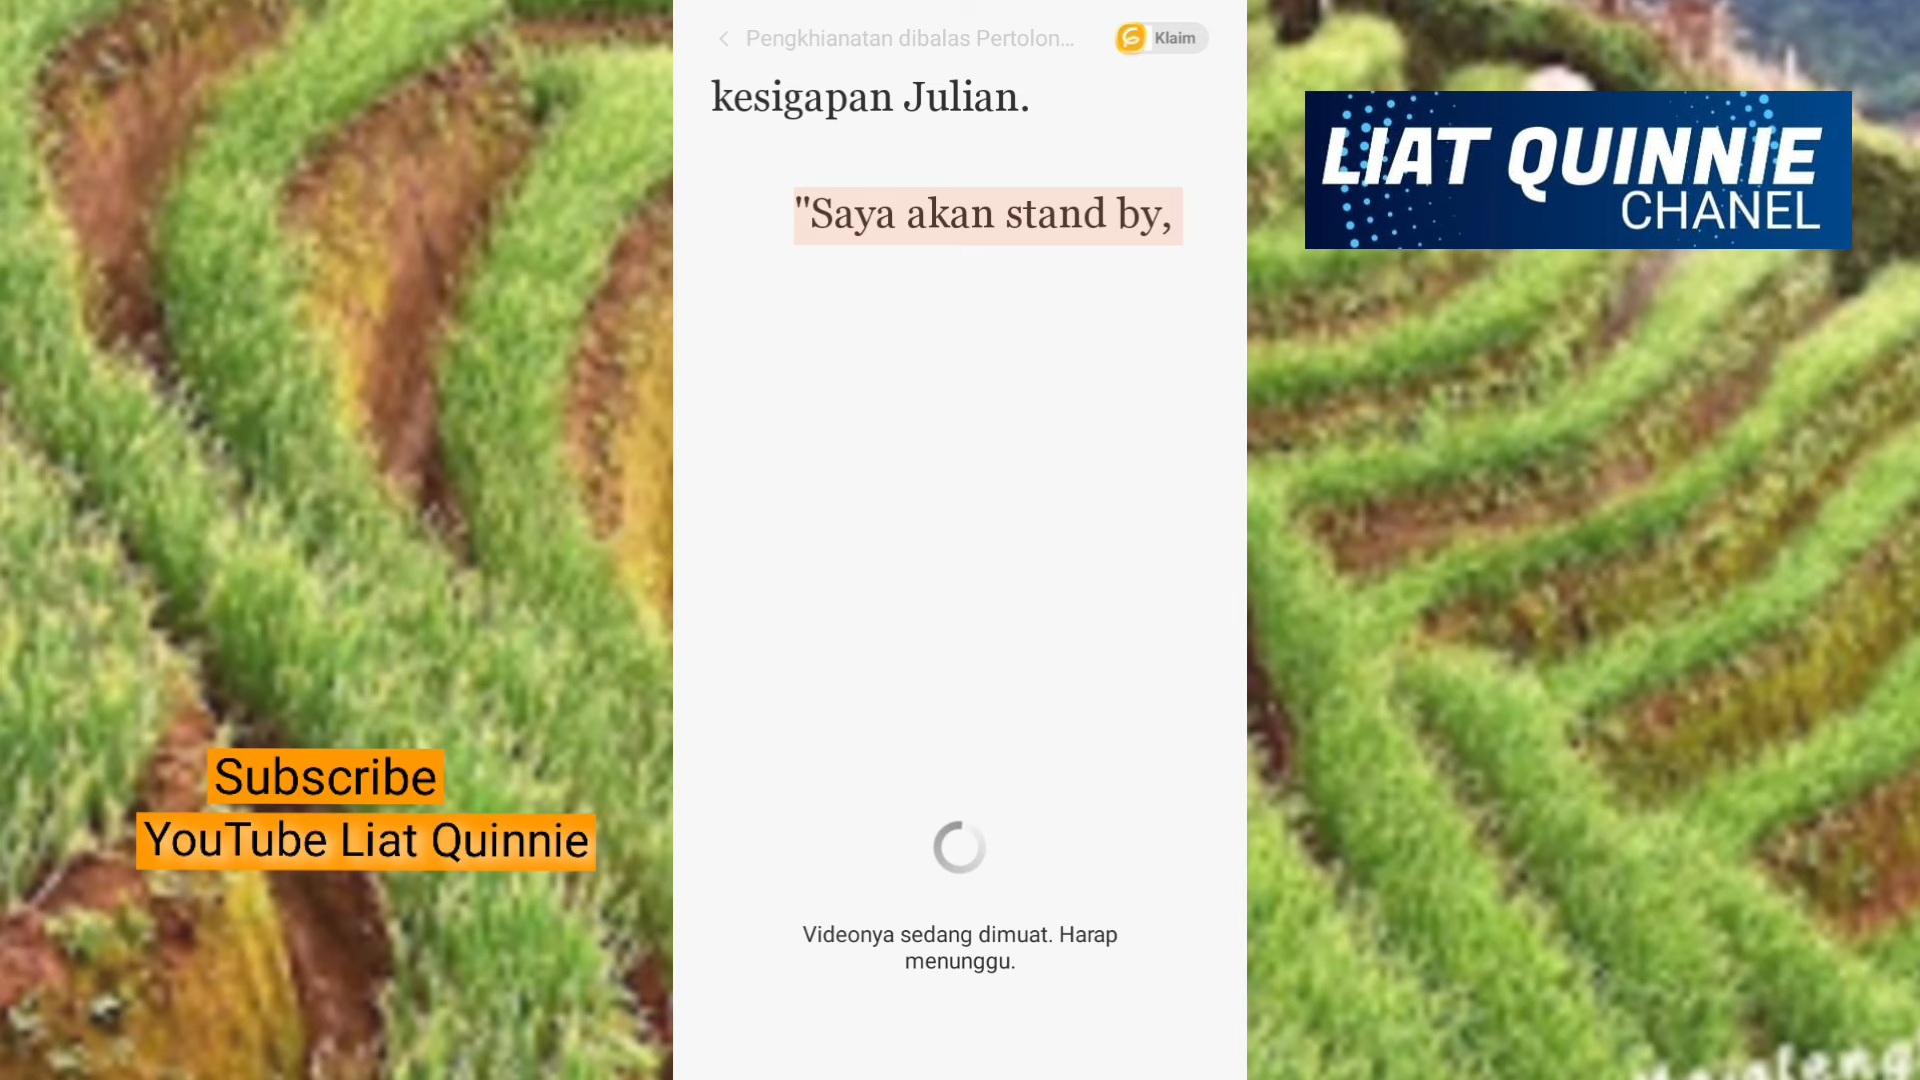 Pengkhianatan dibalas Pertolon...
Klaim
kesigapan Julian.
"Saya akan stand by,
LIAT QUINNIE
CHANEL
Subscribe
YouTube Liat Quinnie
Videonya sedang dimuat. Harap
menunggu.